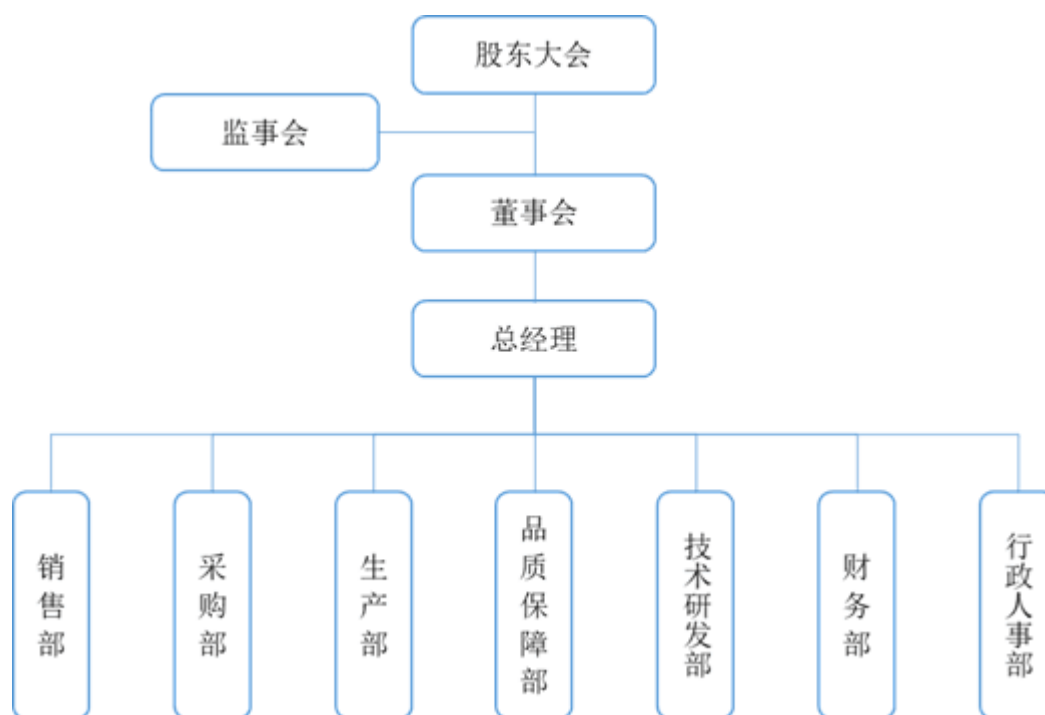 股东大会
监事会
董事会
总经理
销售部
采购部
生产部
品质保障部
技术研发部
财务部
行政人事部